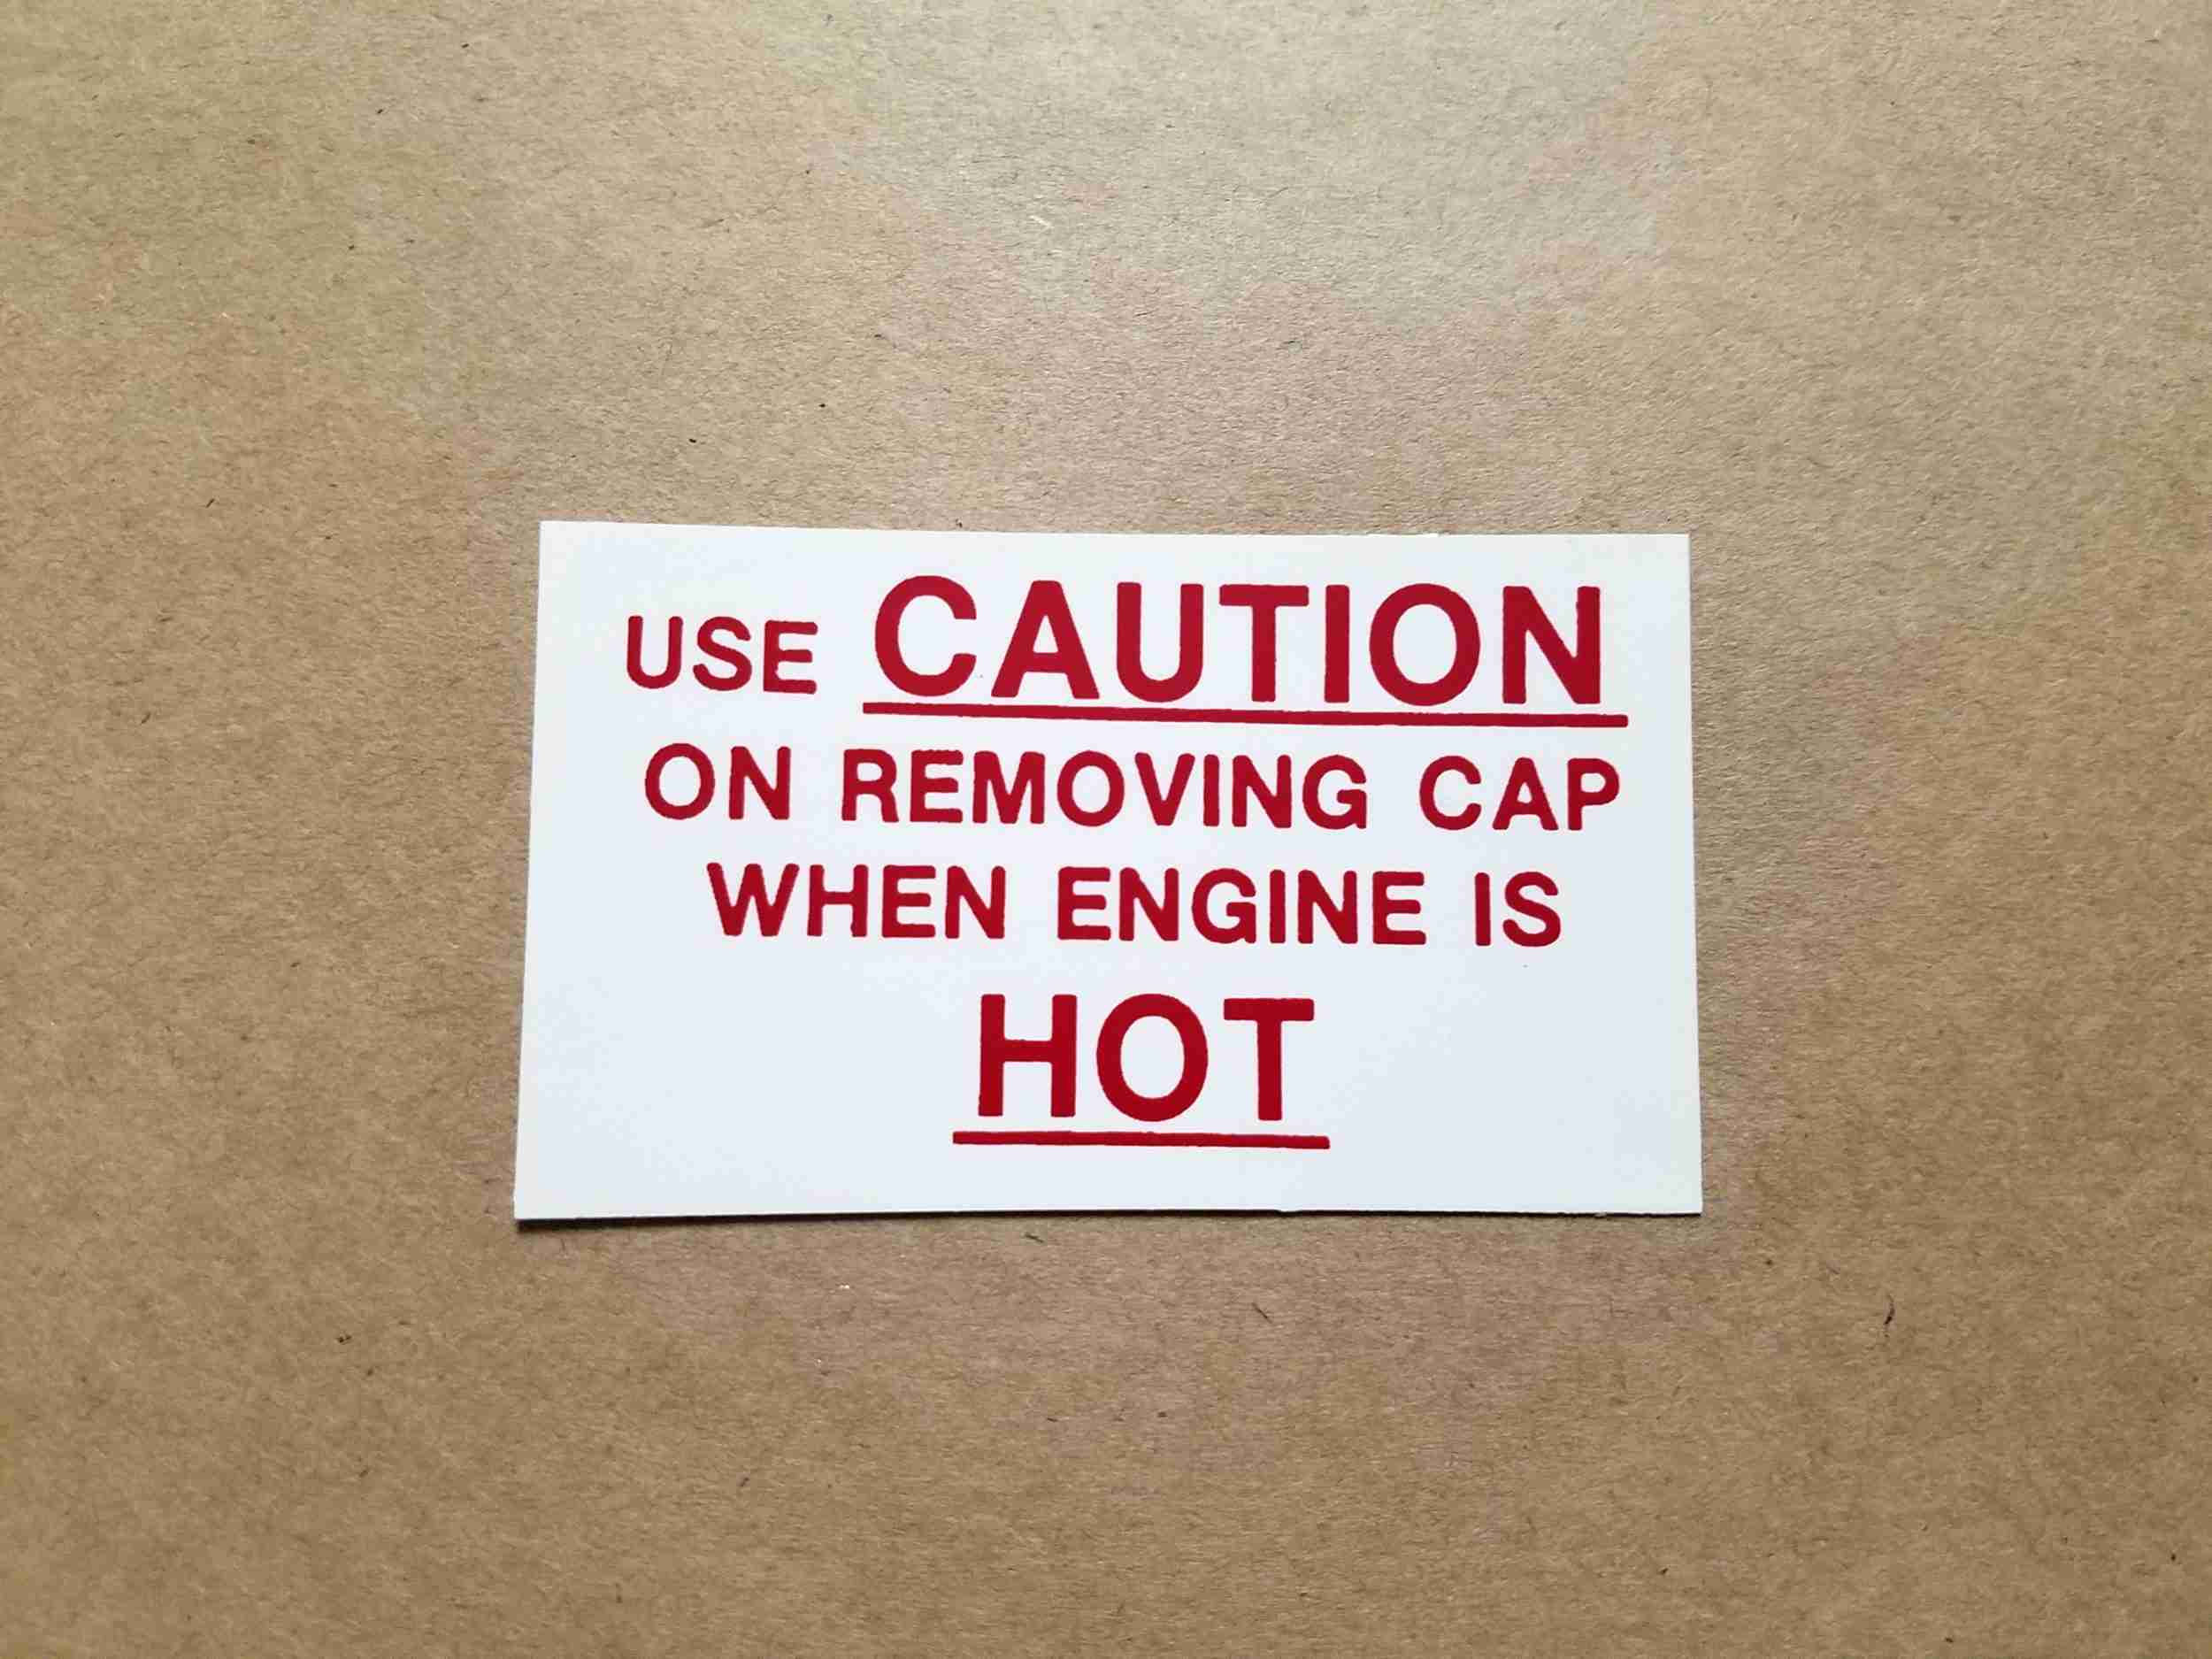 USE CAUTION
ON REMOVING CAP
WHEN ENGINE IS
HOT